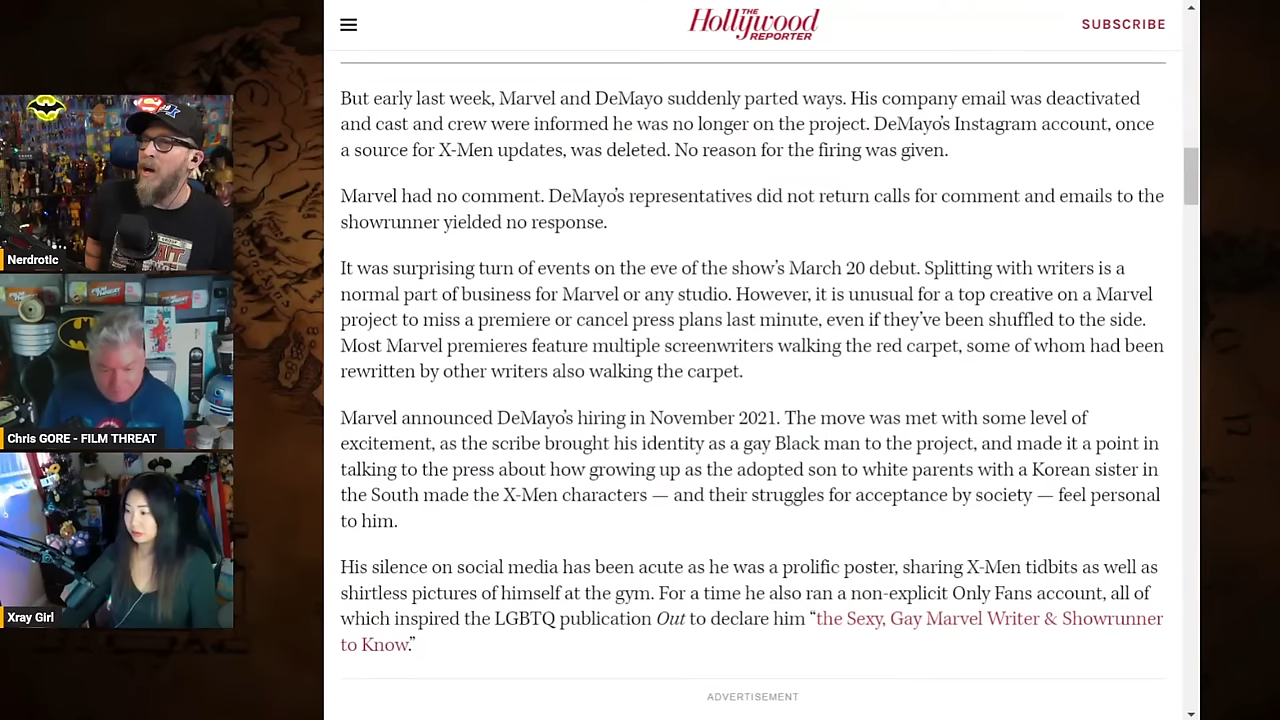 THE
Hollywood
REPORTER
SUBSCRIBE
But early last week, Marvel and DeMayo suddenly parted ways. His company email was deactivated
and cast and crew were informed he was no longer on the project. DeMayo’s Instagram account, once
a source for X-Men updates, was deleted. No reason for the firing was given.
Marvel had no comment. DeMayo’s representatives did not return calls for comment and emails to the
showrunner yielded no response.
It was surprising turn of events on the eve of the show’s March 20 debut. Splitting with writers is a
normal part of business for Marvel or any studio. However, it is unusual for a top creative on a Marvel
project to miss a premiere or cancel press plans last minute, even if they’ve been shuffled to the side.
Most Marvel premieres feature multiple screenwriters walking the red carpet, some of whom had been
rewritten by other writers also walking the carpet.
Marvel announced DeMayo’s hiring in November 2021. The move was met with some level of
excitement, as the scribe brought his identity as a gay Black man to the project, and made it a point in
talking to the press about how growing up as the adopted son to white parents with a Korean sister in
the South made the X-Men characters — and their struggles for acceptance by society — feel personal
to him.
His silence on social media has been acute as he was a prolific poster, sharing X-Men tidbits as well as
shirtless pictures of himself at the gym. For a time he also ran a non-explicit Only Fans account, all of
which inspired the LGBTQ publication Out to declare him “the Sexy, Gay Marvel Writer & Showrunner
to Know.”
ADVERTISEMENT
Nerdrotic
Chris GORE - FILM THREAT
Xray Girl